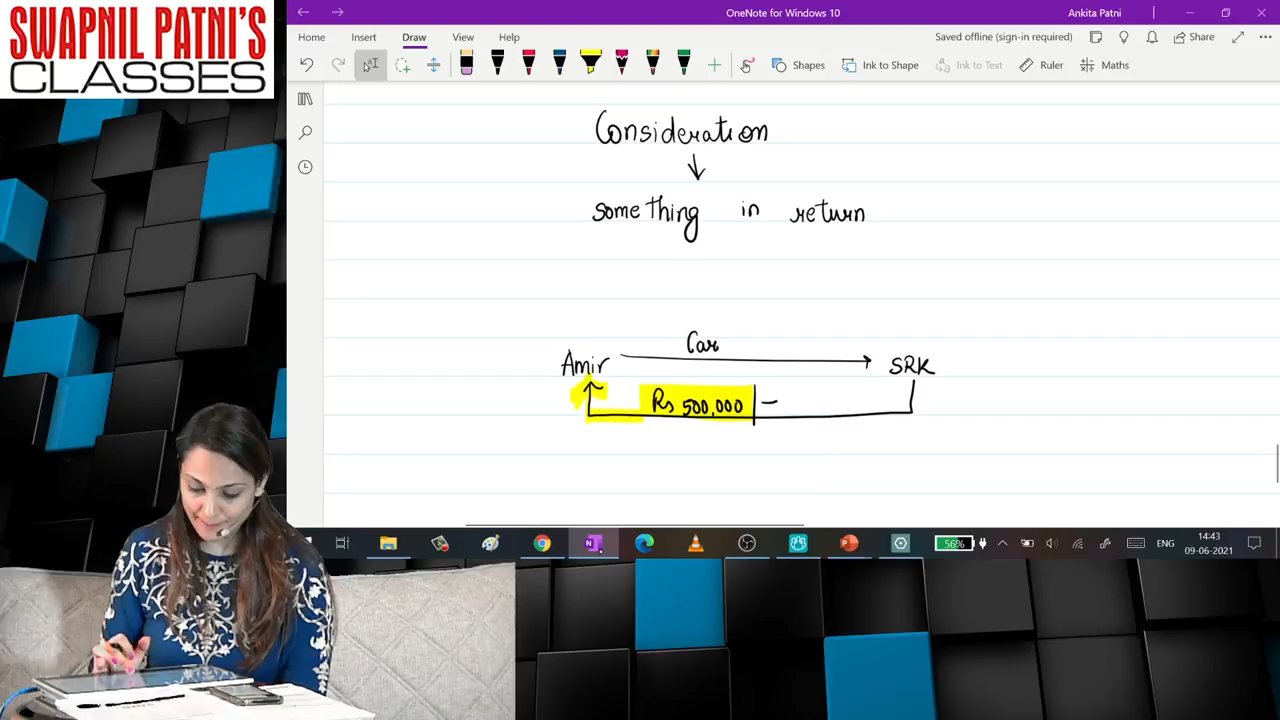 SWAPNIL PATNI'S
CLASSES
OneNote for Windows 10
Ankita Patni
Home Insert Draw View Help
Saved offline (sign-in required)
Share
Shapes
Ink to Shape
Ink to Text
Ruler
Maths
Consideration
something in return
Car
Amir
SRK
Rs 500,000 -
56%
ENG
14:43
09-06-2021